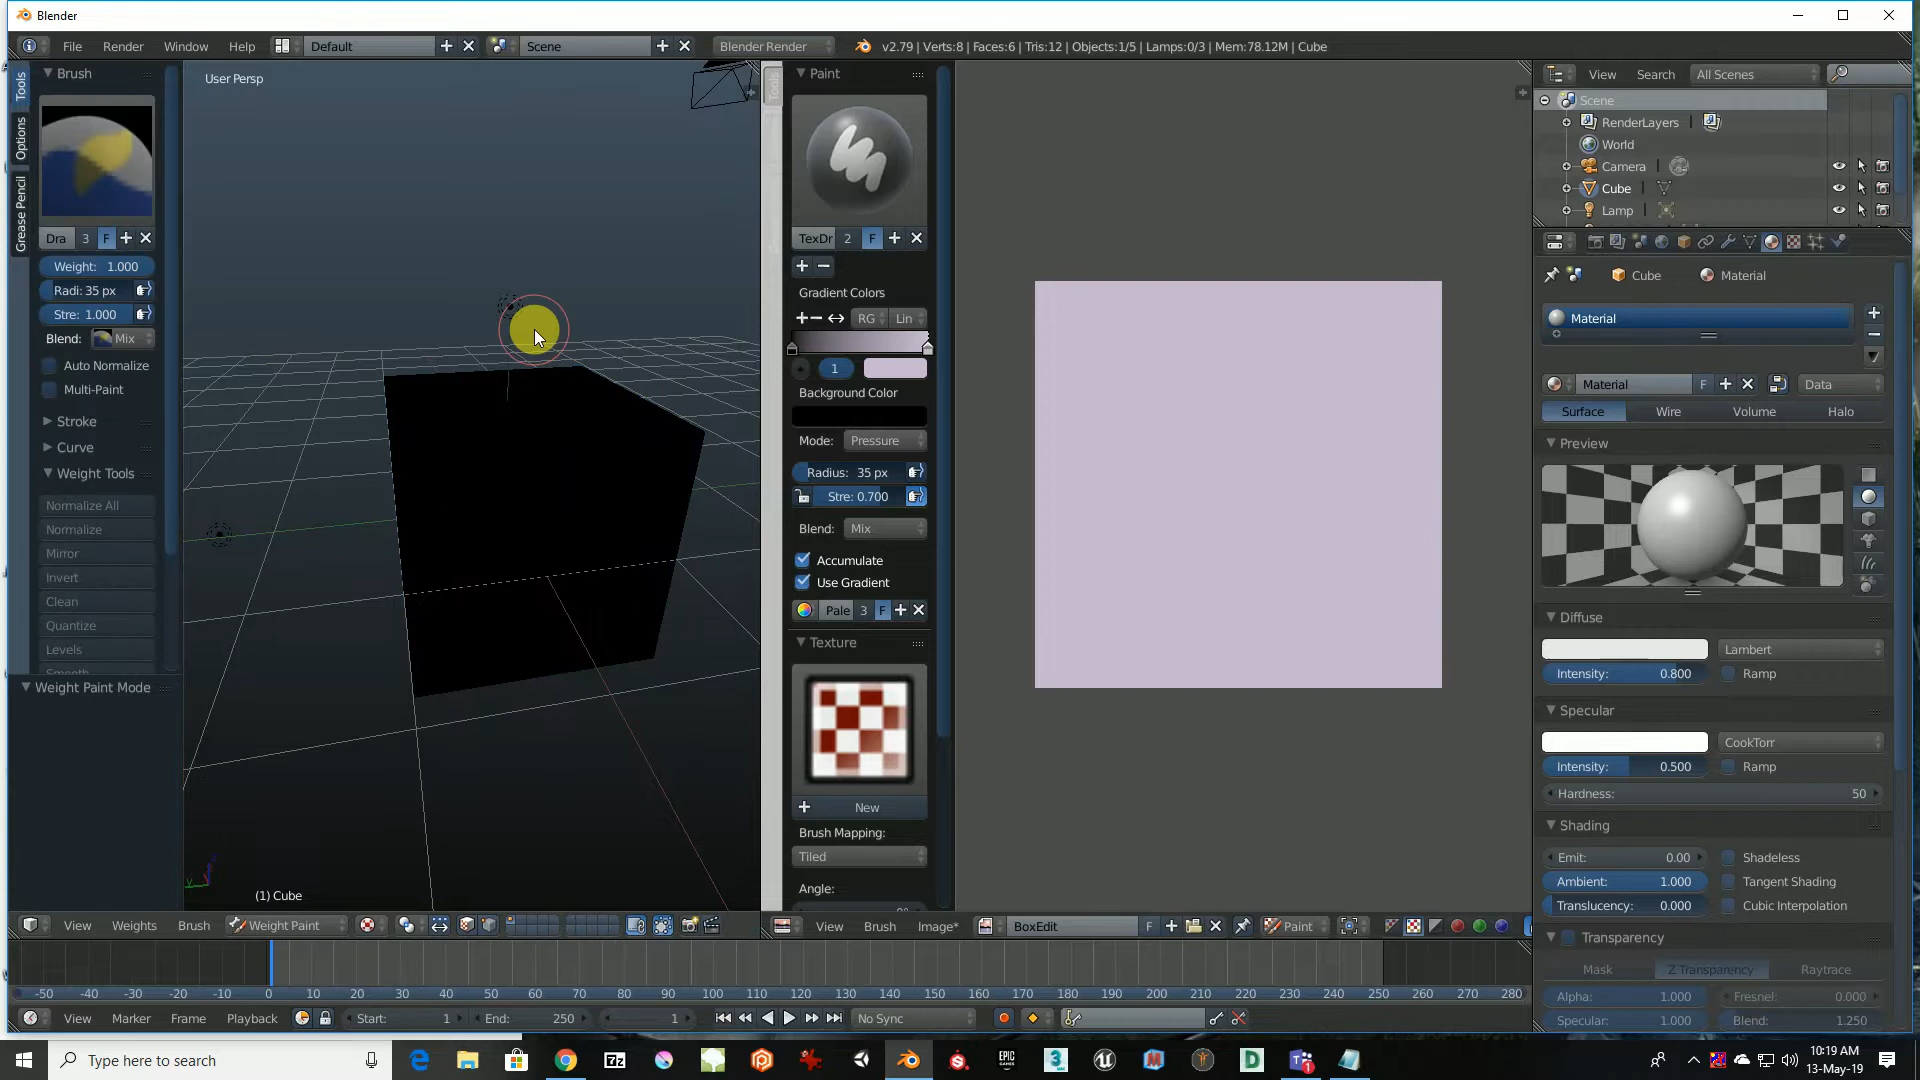 Blender
File Render Window Help Default Scene Blender Render v2.79 | Verts:8 | Faces:6 | Tris:12 | Objects:1/5 | Lamps:0/3 | Mem:78.12M | Cube
Tools
Options
Grease Pencil
Brush
Dra 3 F
Weight: 1.000
Radi: 35 px
Stre: 1.000
Blend: Mix
Auto Normalize
Multi-Paint
Stroke
Curve
Weight Tools
Normalize All
Normalize
Mirror
Invert
Clean
Quantize
Levels
Weight Paint Mode
User Persp
(1) Cube
View Weights Brush Weight Paint
Tools
Paint
TexDr 2 F
Gradient Colors
RG Lin
1
Background Color
Mode: Pressure
Radius: 35 px
Stre: 0.700
Blend: Mix
Accumulate
Use Gradient
Pale 3 F
Texture
New
Brush Mapping:
Tiled
Angle:
View Brush Image* BoxEdit F Paint
View Search All Scenes
Scene
RenderLayers
World
Camera
Cube
Lamp
Cube Material
Material
Material F Data
Surface Wire Volume Halo
Preview
Diffuse
Lambert
Intensity: 0.800 Ramp
Specular
CookTorr
Intensity: 0.500 Ramp
Hardness: 50
Shading
Emit: 0.00 Shadeless
Ambient: 1.000 Tangent Shading
Translucency: 0.000 Cubic Interpolation
Transparency
Mask Z Transparency Raytrace
Alpha: 1.000 Fresnel: 0.000
Specular: 1.000 Blend: 1.250
-50 -40 -30 -20 -10 0 10 20 30 40 50 60 70 80 90 100 110 120 130 140 150 160 170 180 190 200 210 220 230 240 250 260 270 280
View Marker Frame Playback Start: 1 End: 250 1 No Sync
Type here to search
10:19 AM
13-May-19